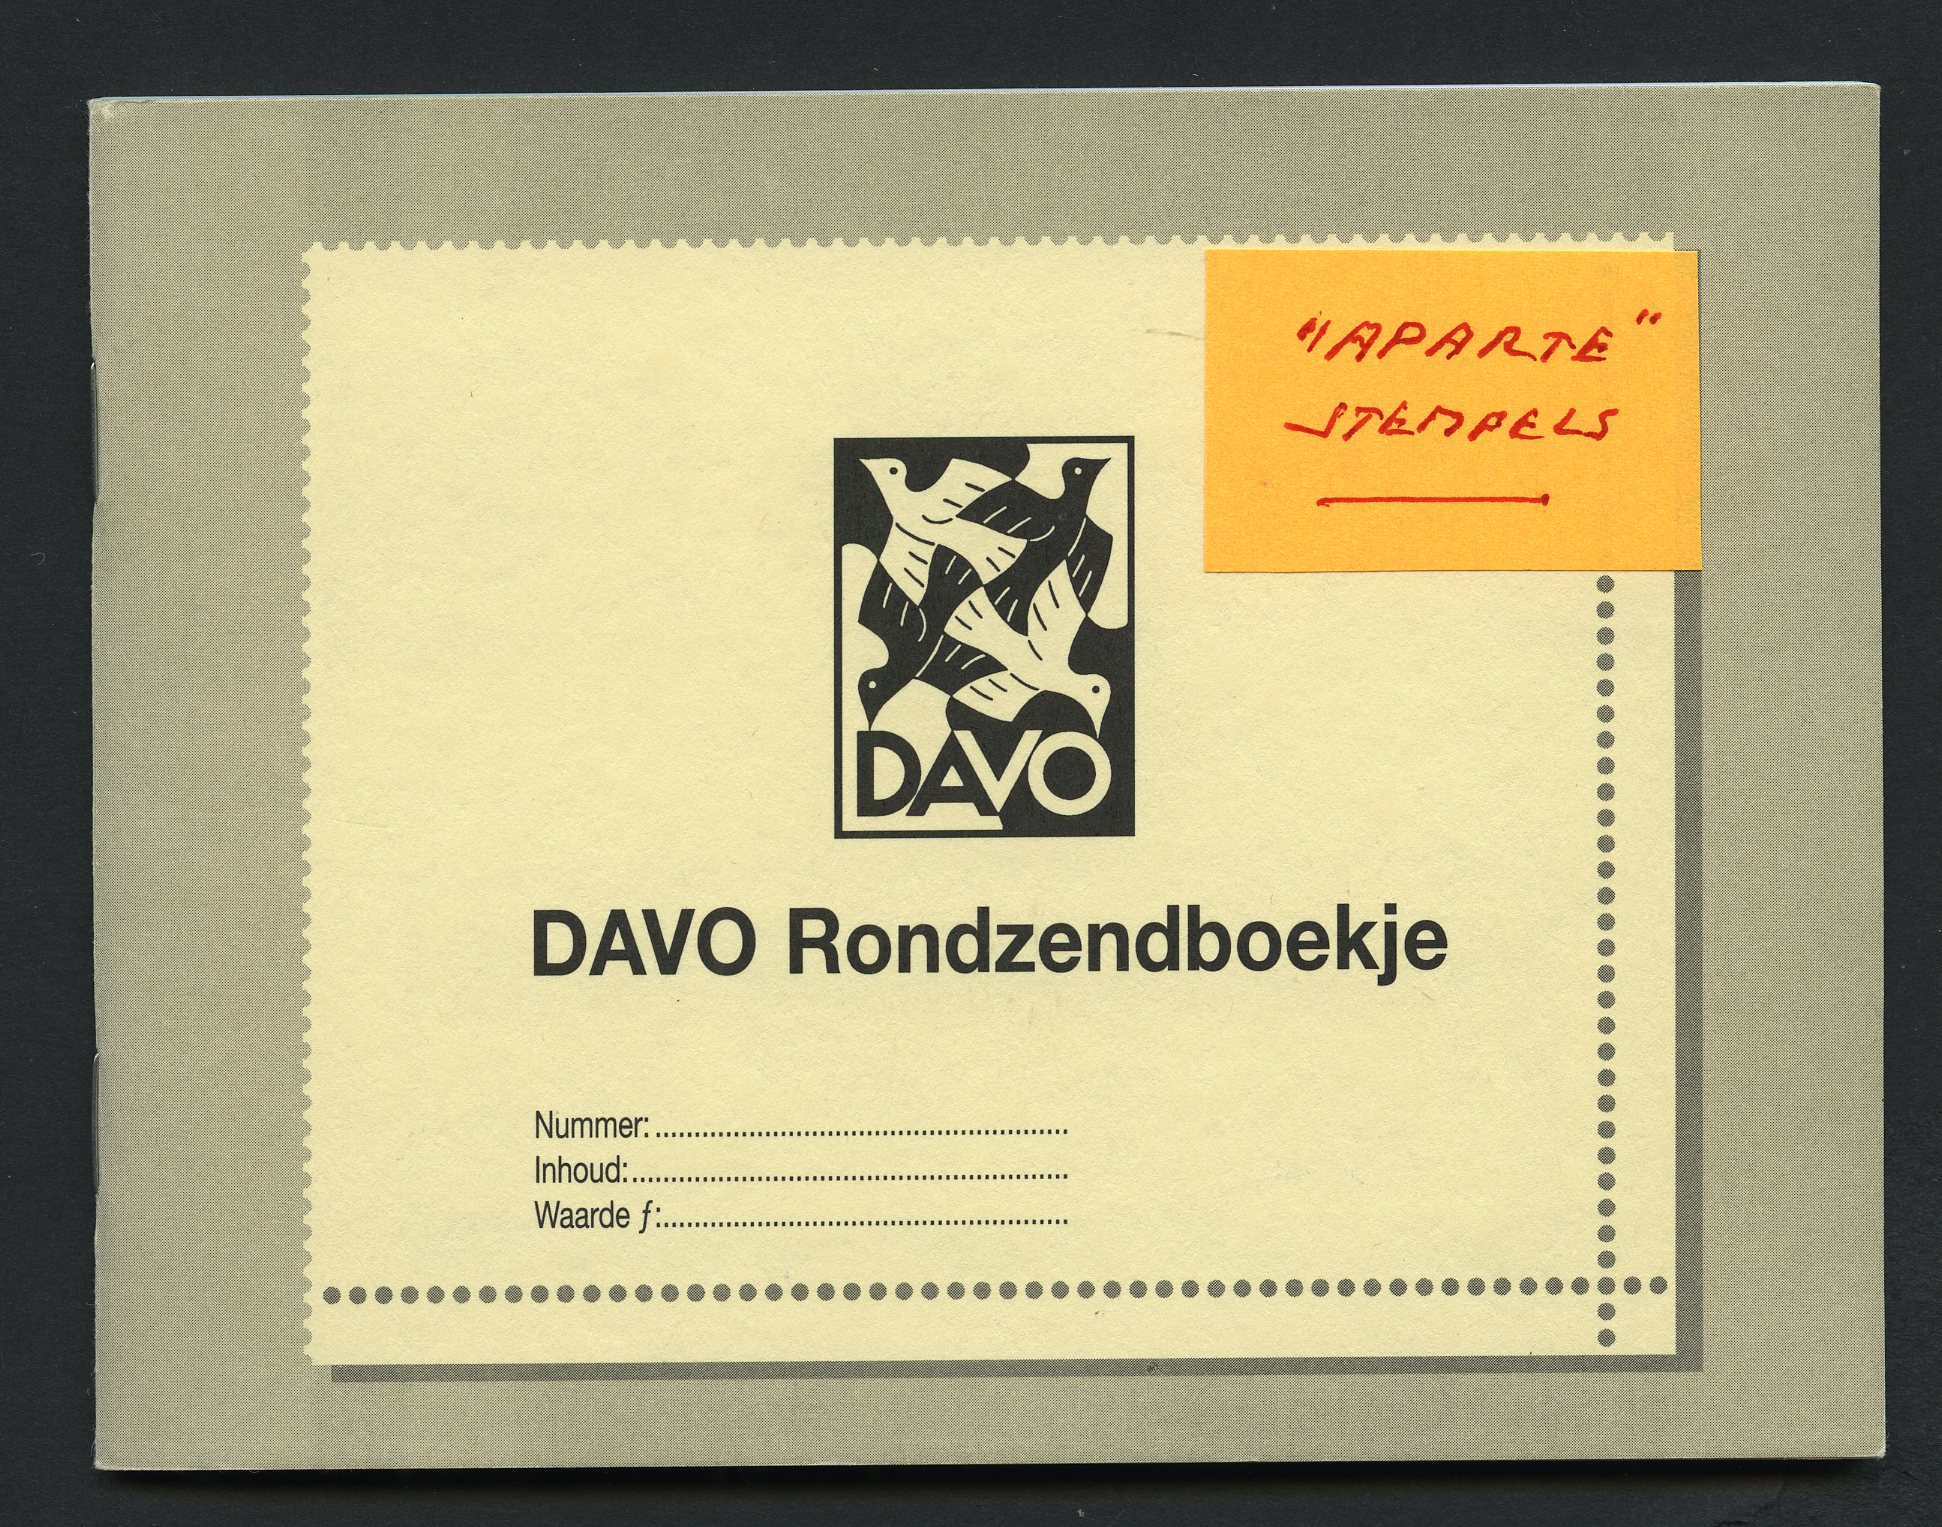 "APARTE"
STEMPELS
DAVO
DAVO Rondzendboekje
Nummer:
Inhoud:
Waarde ƒ: